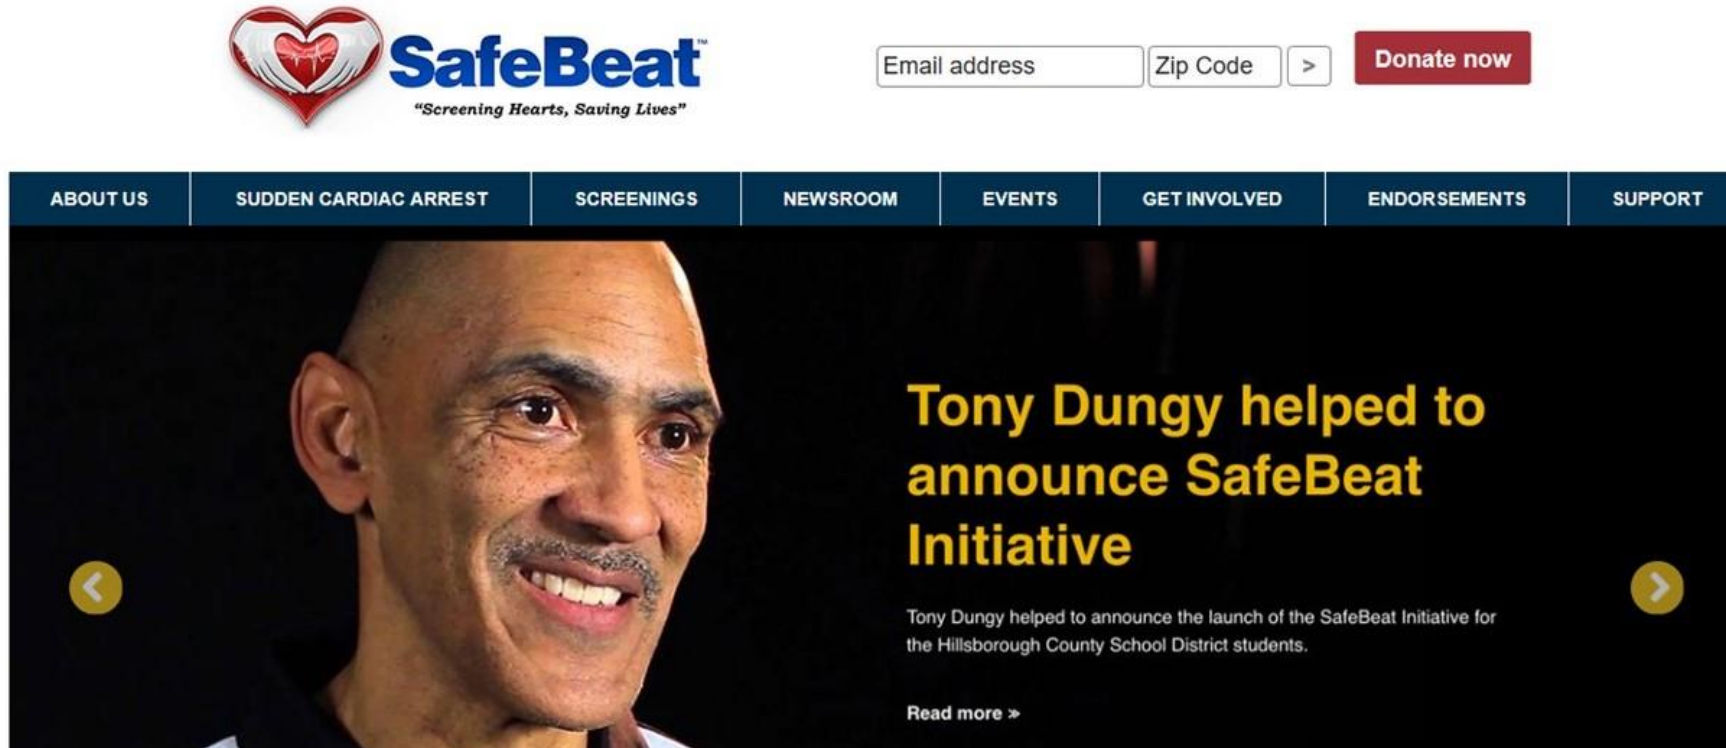 SafeBeat™
"Screening Hearts, Saving Lives"
Email address
Zip Code
>
Donate now
ABOUT US
SUDDEN CARDIAC ARREST
SCREENINGS
NEWSROOM
EVENTS
GET INVOLVED
ENDORSEMENTS
SUPPORT
Tony Dungy helped to
announce SafeBeat
Initiative
Tony Dungy helped to announce the launch of the SafeBeat Initiative for
the Hillsborough County School District students.
Read more »